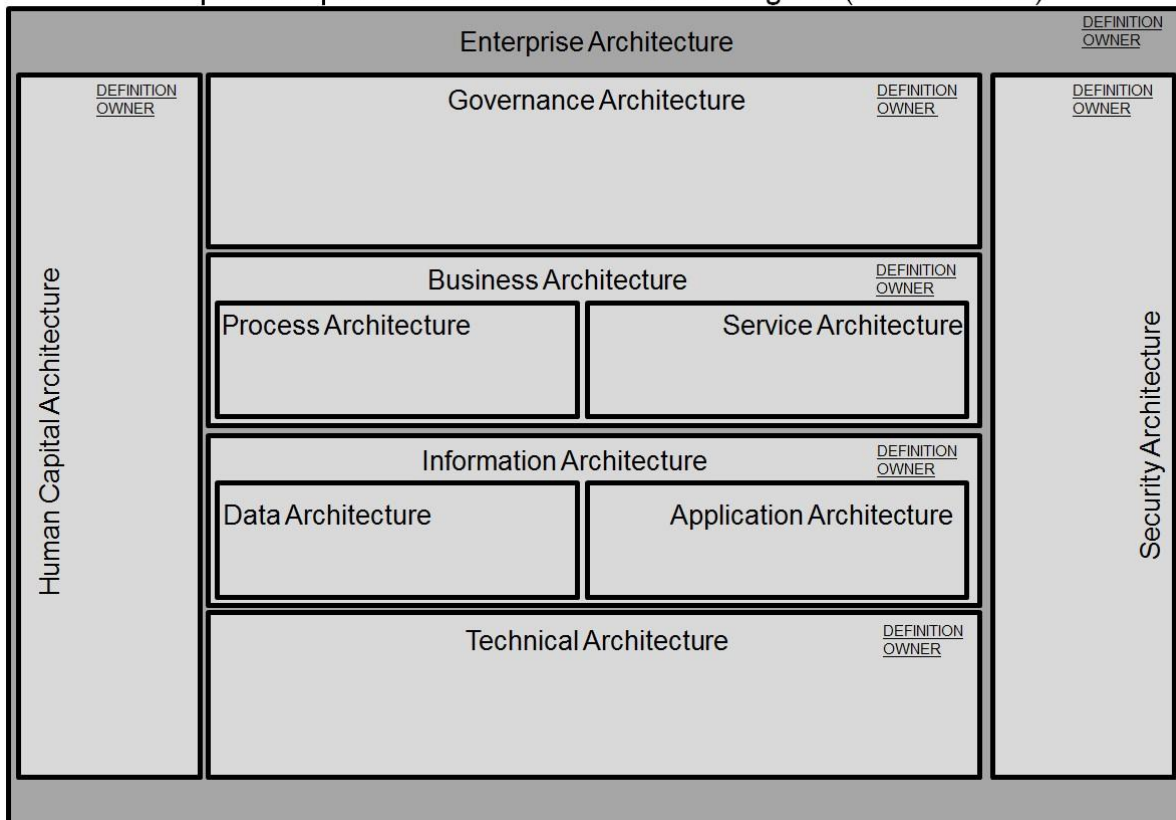 Enterprise Architecture
DEFINITION
OWNER
DEFINITION
OWNER
Human Capital Architecture
Governance Architecture
DEFINITION
OWNER
Business Architecture
DEFINITION
OWNER
Process Architecture
Service Architecture
Information Architecture
DEFINITION
OWNER
Data Architecture
Application Architecture
Technical Architecture
DEFINITION
OWNER
DEFINITION
OWNER
Security Architecture